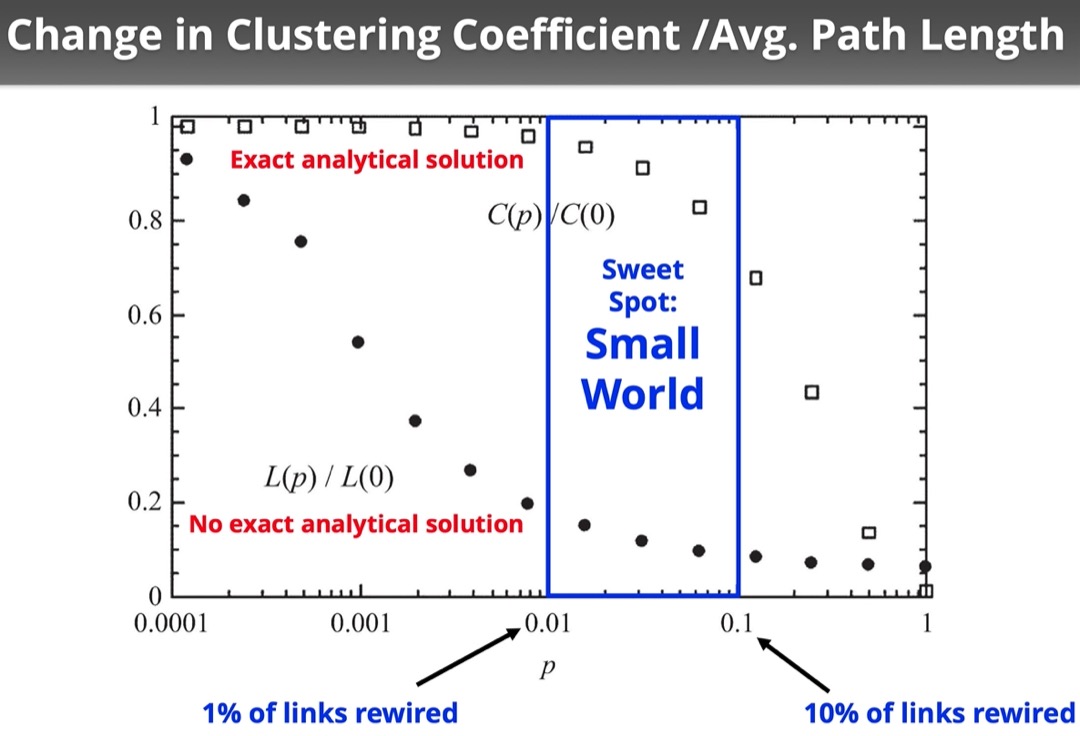 Change in Clustering Coefficient /Avg. Path Length
1
Exact analytical solution
0.8
C(p) /C(0)
Sweet
Spot:
0.6
Small
World
0.4
L(p) / L(0)
0.2
No exact analytical solution
0
0.0001 0.001 0.01 0.1 1
p
1% of links rewired 10% of links rewired